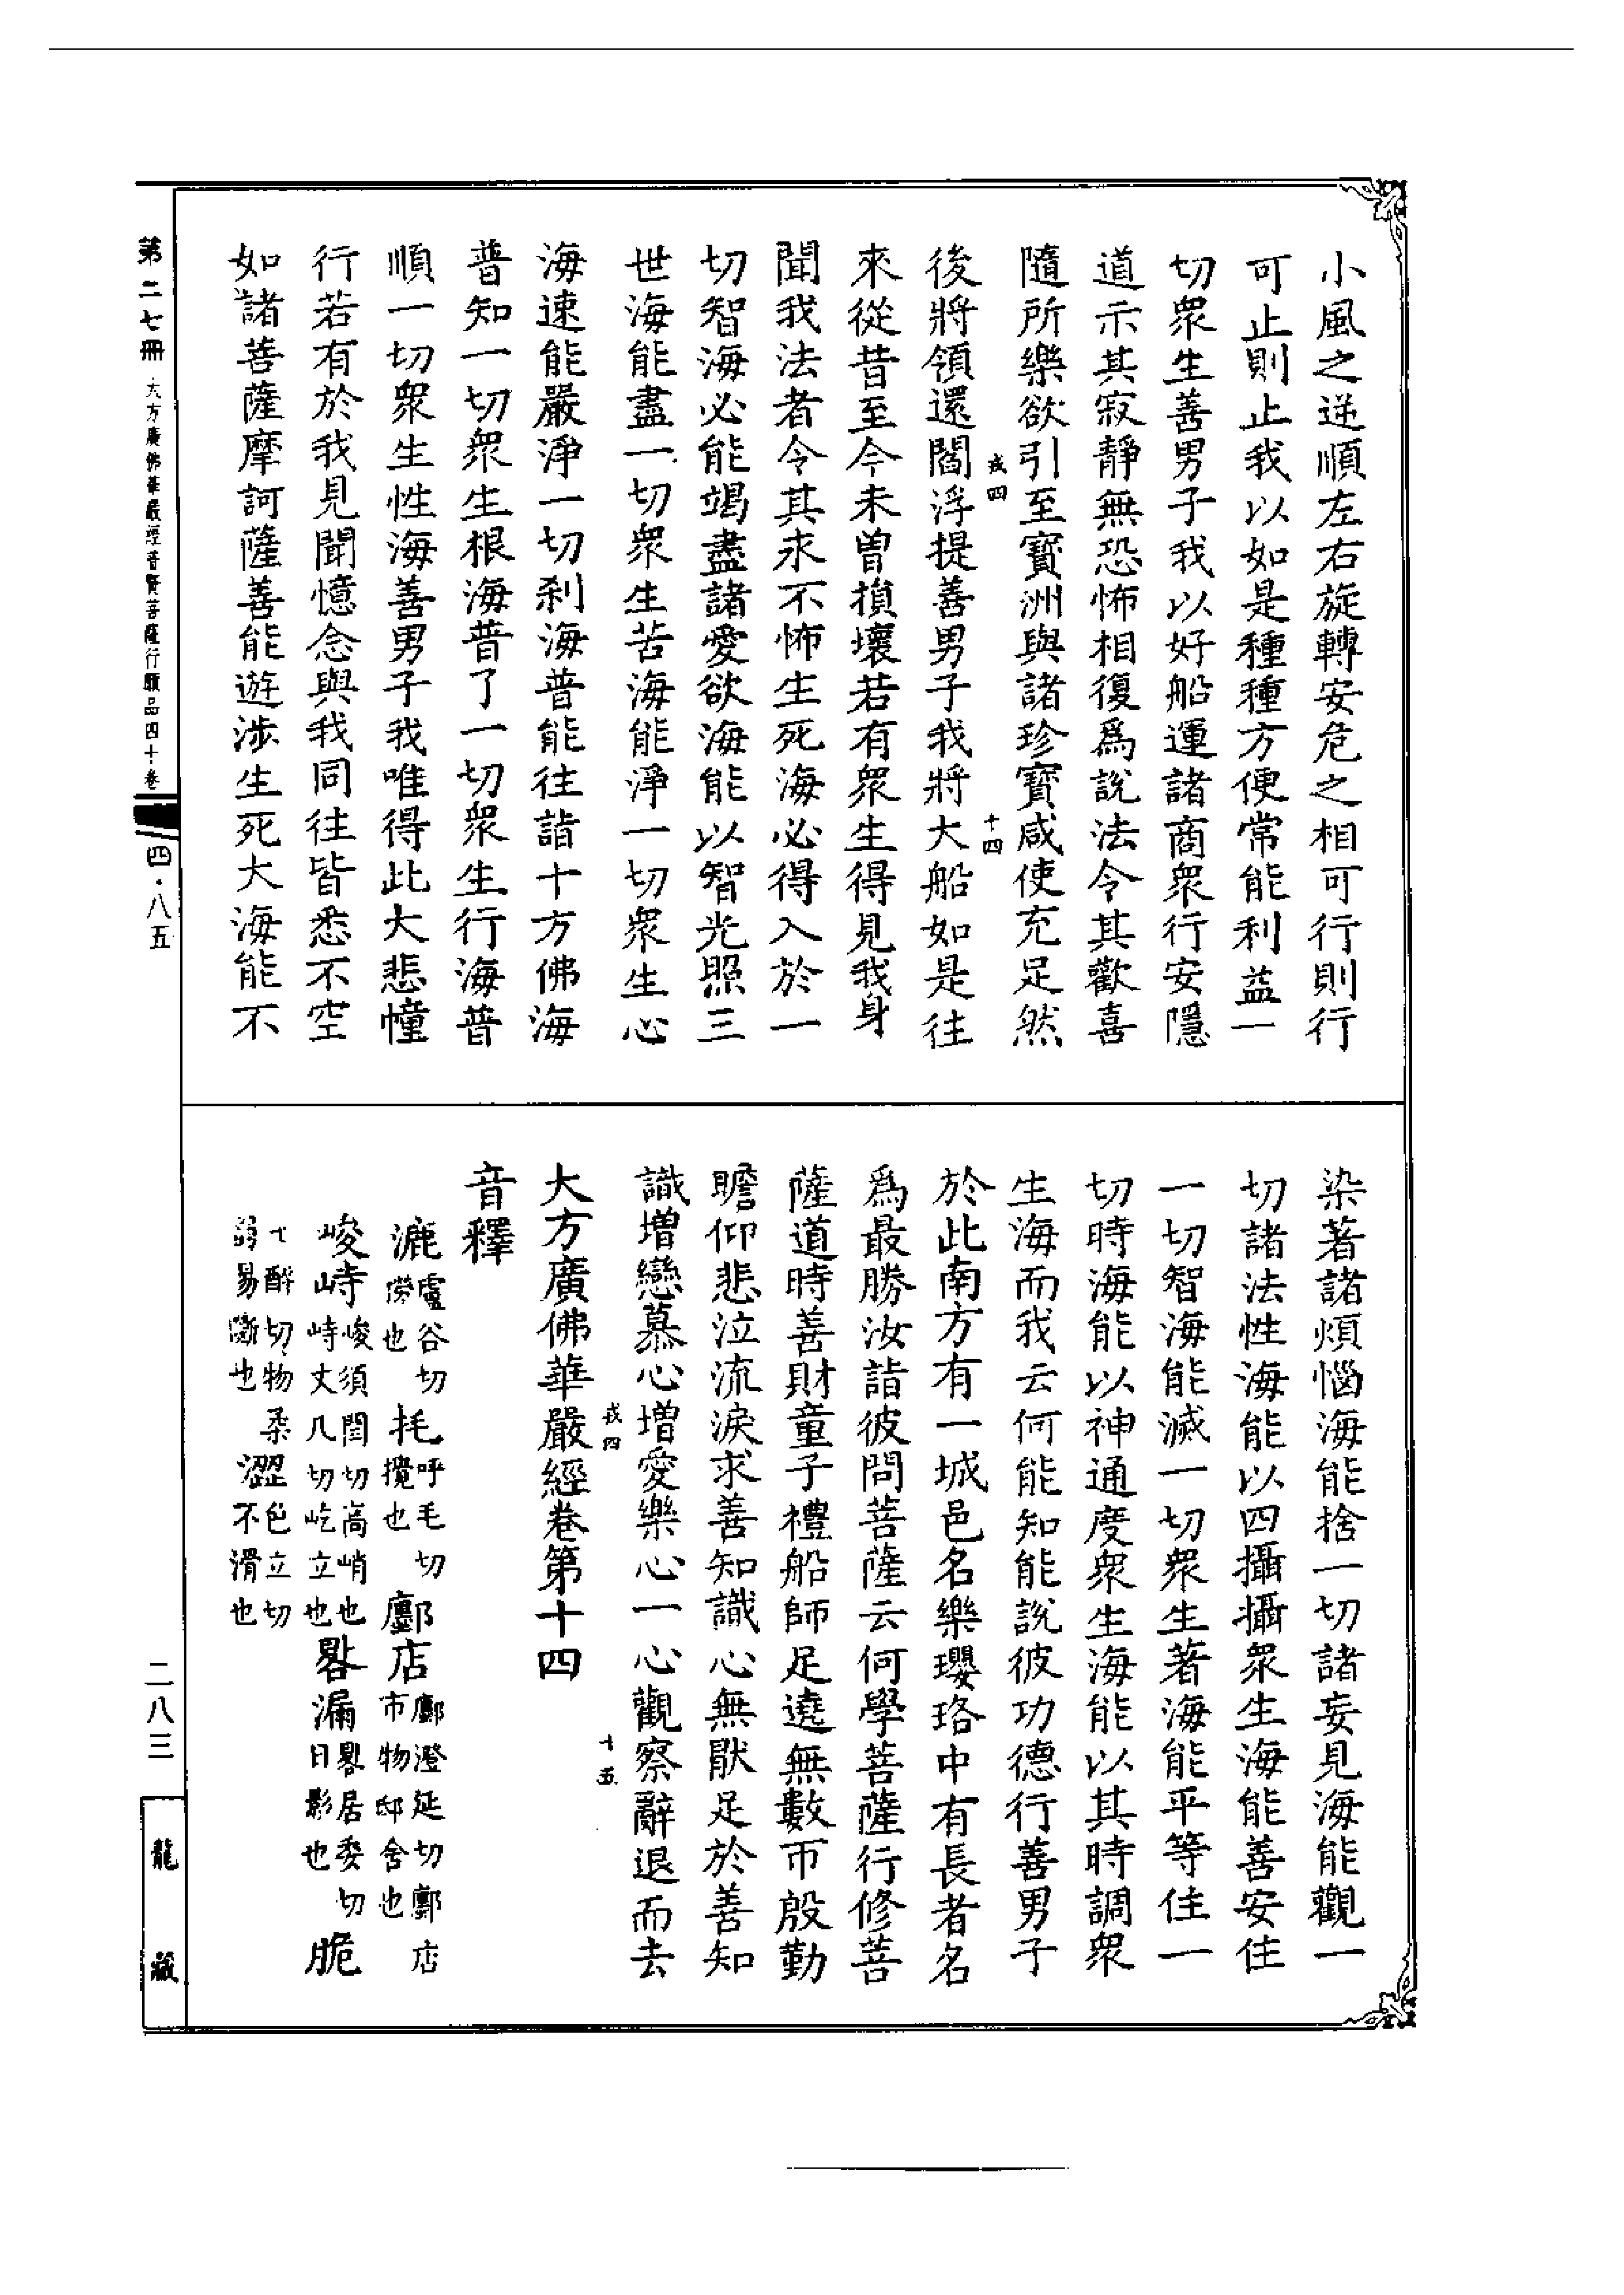 小風之逆順左右旋轉安危之相可行則行
可止則止我以如是種種方便常能利益一
切衆生善男子我以好船運諸商衆行安隱
道示其寂靜無恐怖相復爲說法令其歡喜
隨所樂欲引至寶洲與諸珍寶咸使充足然
戎四
十四
後將領還閻浮提善男子我將大船如是往
來從昔至今未曾損壞若有衆生得見我身
聞我法者令其求不怖生死海必得入於一
切智海必能竭盡諸愛欲海能以智光照三
世海能盡一切衆生苦海能淨一切衆生心
海速能嚴淨一切刹海普能往詣十方佛海
普知一切衆生根海普了一切衆生行海普
順一切衆生性海善男子我唯得此大悲幢
行若有於我見聞憶念與我同往皆悉不空
如諸菩薩摩訶薩善能遊涉生死大海能不
染著諸煩惱海能捨一切諸妄見海能觀一
切諸法性海能以四攝攝衆生海能善安住
一切智海能滅一切衆生著海能平等住一
切時海能以神通度衆生海能以其時調衆
生海而我云何能知能說彼功德行善男子
於此南方有一城邑名樂瓔珞中有長者名
爲最勝汝詣彼問菩薩云何學菩薩行修菩
薩道時善財童子禮船師足遶無數帀殷勤
瞻仰悲泣流淚求善知識心無厭足於善知
識增戀慕心增愛樂心一心觀察辭退而去
戎四
十五
大方廣佛華嚴經卷第十四
音釋
漉盧谷切撈也 㧌呼毛切攪也 鄽店鄽澄延切鄽店市物邸舍也
峻峙峻須閏切高峭也峙丈几切屹立也 晷漏晷居委切日影也 脆
七醉切物柔弱易斷也 澀色立切不滑也
第二七冊 大方廣佛華嚴經普賢菩薩行願品四十卷
四·八五
二八三
龍藏